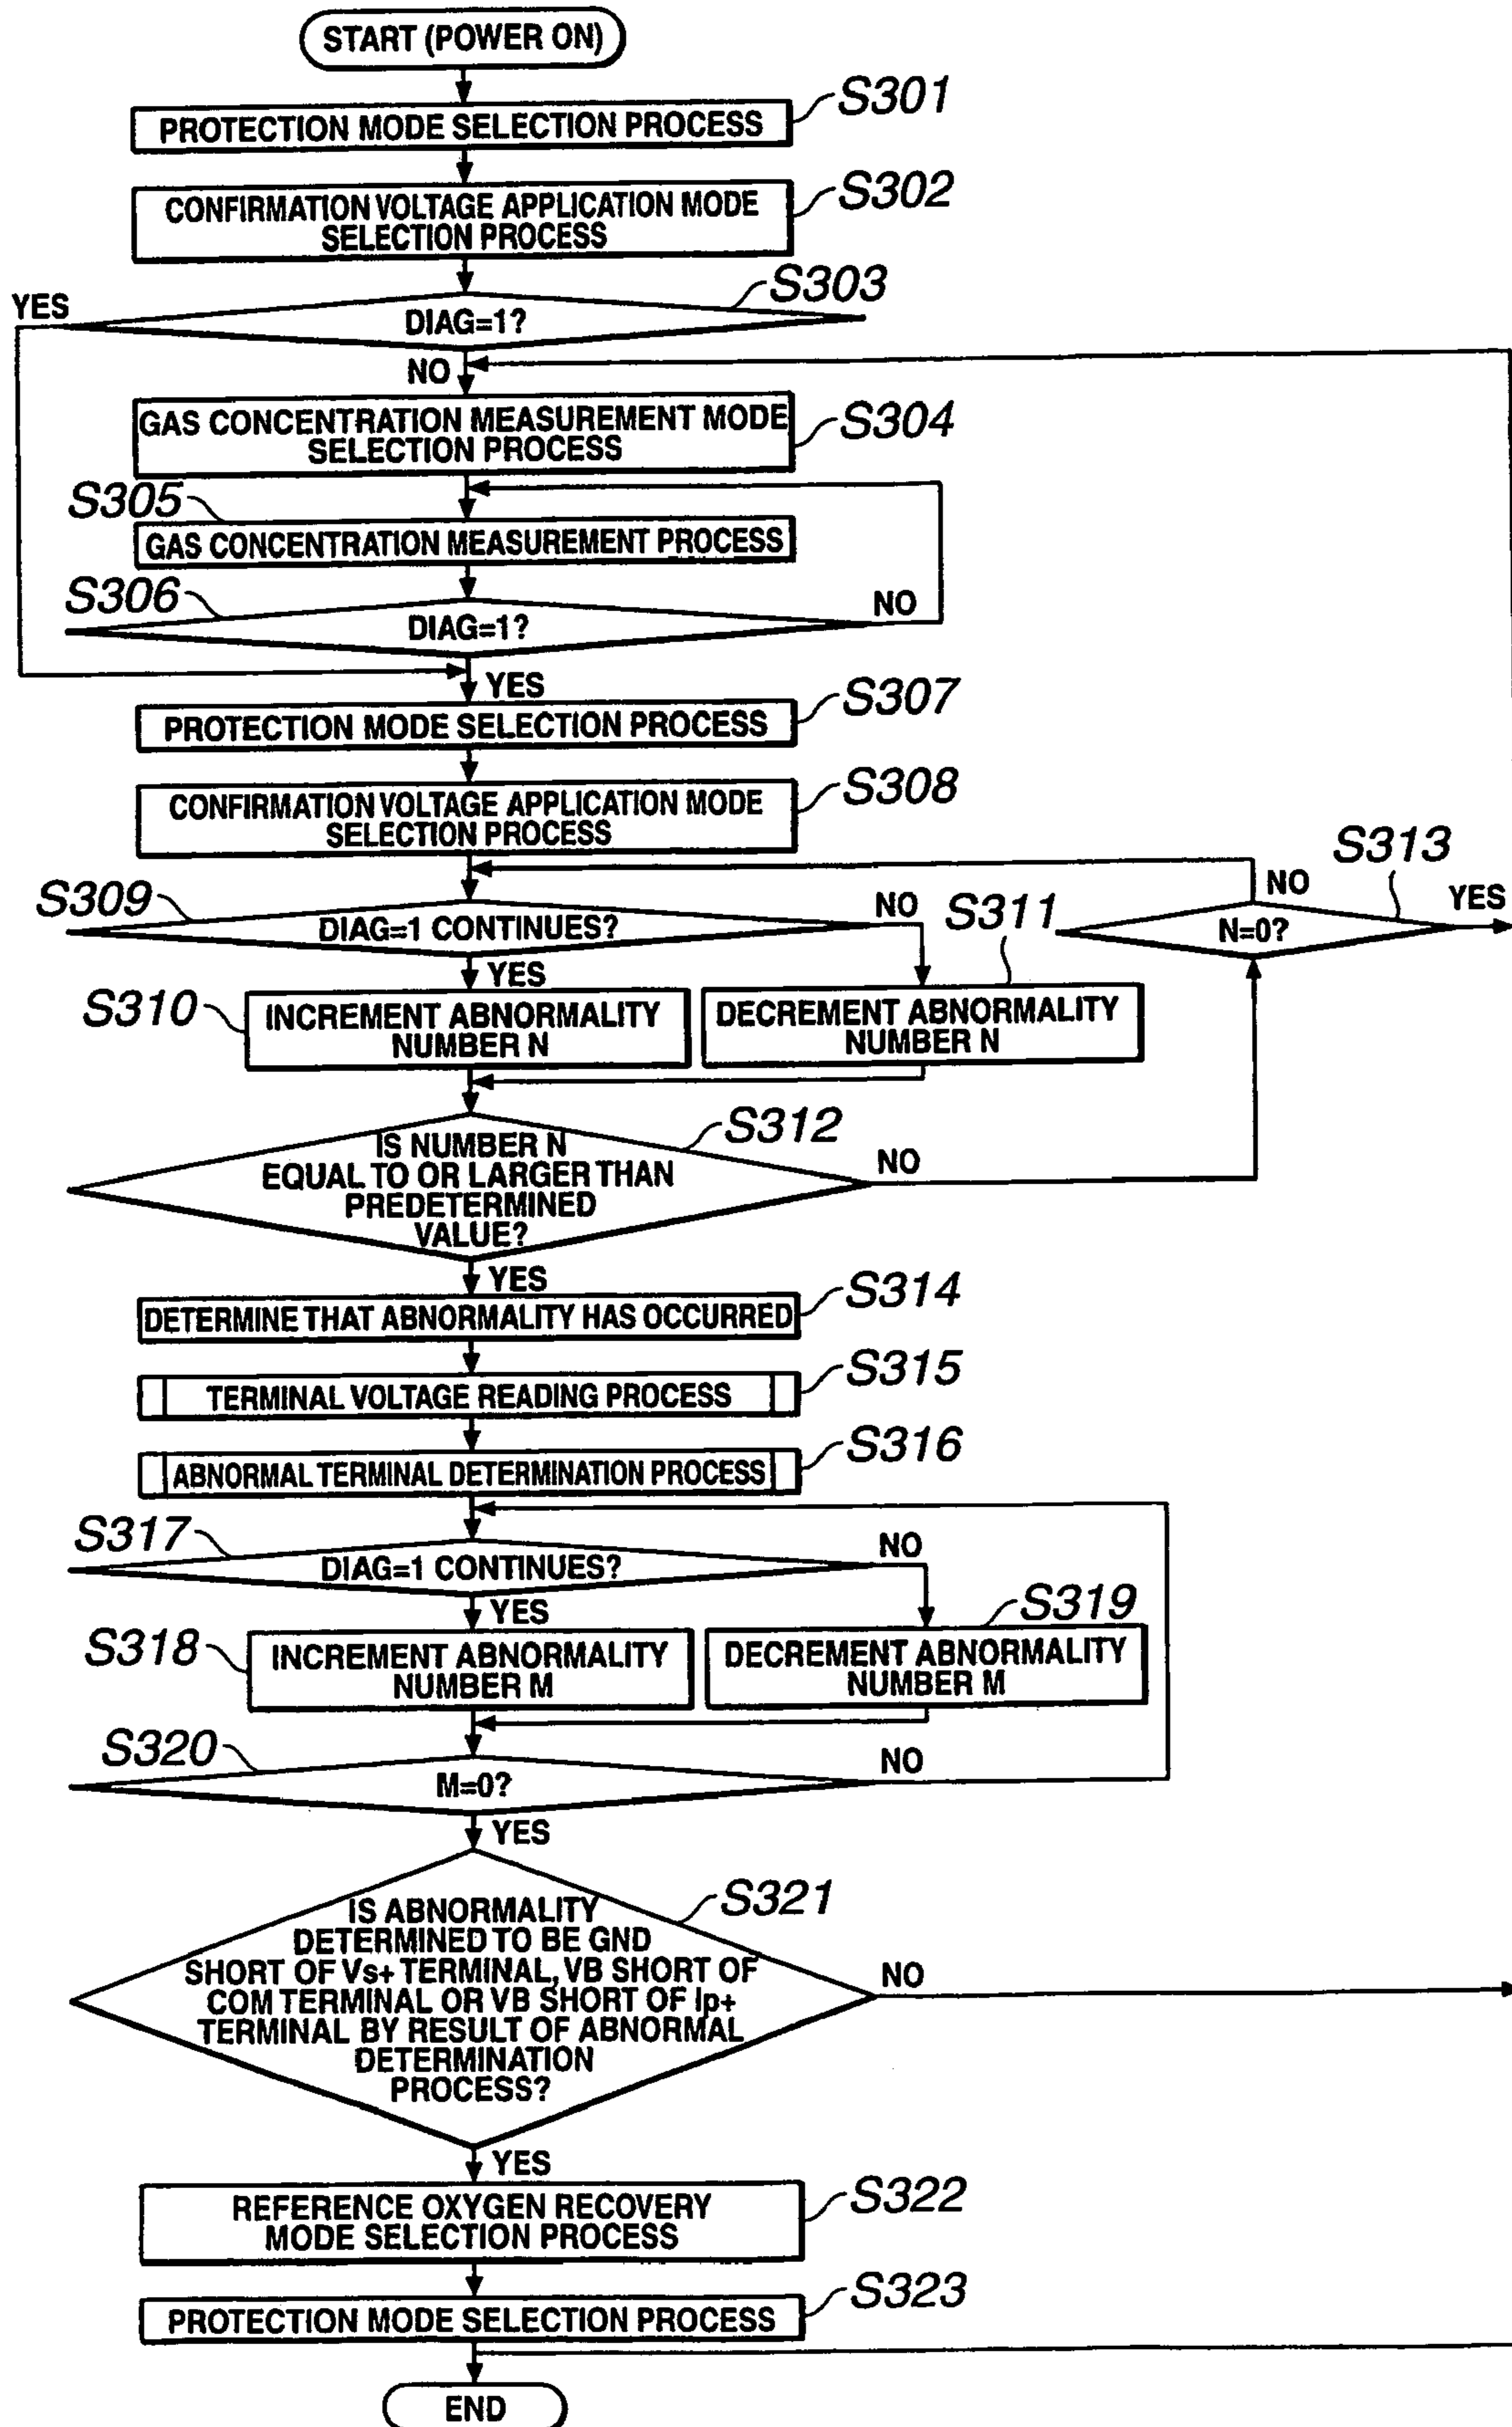 START (POWER ON)
S301
PROTECTION MODE SELECTION PROCESS
S302
CONFIRMATION VOLTAGE APPLICATION MODE
SELECTION PROCESS
S303
YES
DIAG=1?
NO
GAS CONCENTRATION MEASUREMENT MODE
SELECTION PROCESS
S304
S305
GAS CONCENTRATION MEASUREMENT PROCESS
S306
NO
DIAG=1?
YES
S307
PROTECTION MODE SELECTION PROCESS
S308
CONFIRMATION VOLTAGE APPLICATION MODE
SELECTION PROCESS
S313
S309
DIAG=1 CONTINUES?
NO
S311
NO
YES
N=0?
YES
S310
INCREMENT ABNORMALITY
NUMBER N
DECREMENT ABNORMALITY
NUMBER N
S312
IS NUMBER N
EQUAL TO OR LARGER THAN
PREDETERMINED
VALUE?
NO
YES
S314
DETERMINE THAT ABNORMALITY HAS OCCURRED
S315
TERMINAL VOLTAGE READING PROCESS
S316
ABNORMAL TERMINAL DETERMINATION PROCESS
S317
DIAG=1 CONTINUES?
NO
YES
S319
S318
INCREMENT ABNORMALITY
NUMBER M
DECREMENT ABNORMALITY
NUMBER M
S320
M=0?
NO
YES
S321
IS ABNORMALITY
DETERMINED TO BE GND
SHORT OF Vs+ TERMINAL, VB SHORT OF
COM TERMINAL OR VB SHORT OF Ip+
TERMINAL BY RESULT OF ABNORMAL
DETERMINATION
PROCESS?
NO
YES
S322
REFERENCE OXYGEN RECOVERY
MODE SELECTION PROCESS
S323
PROTECTION MODE SELECTION PROCESS
END